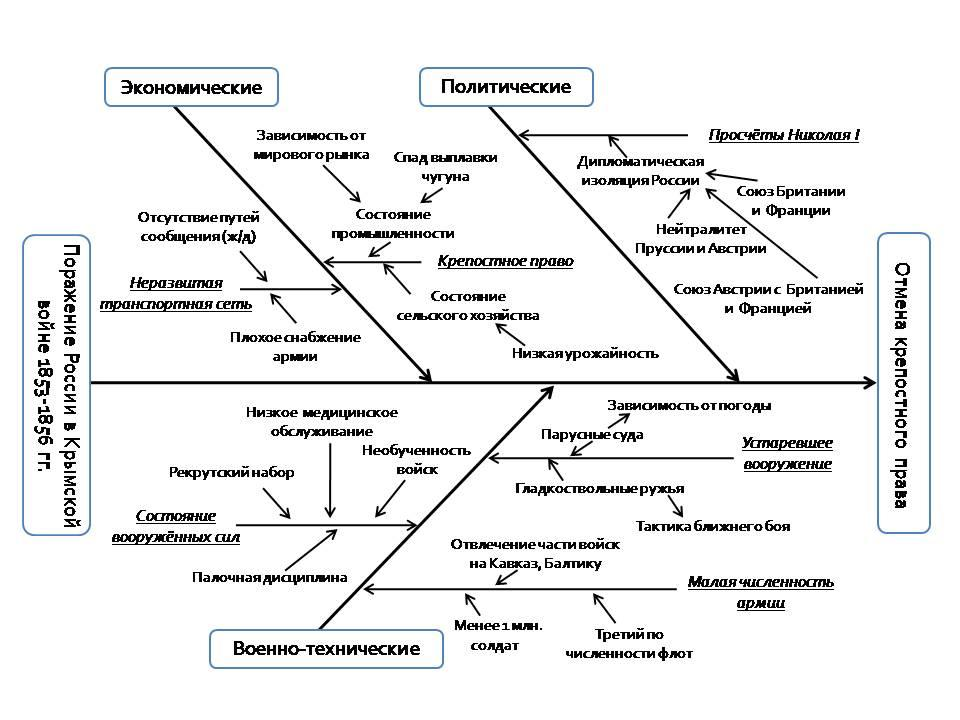 Экономические
Политические
Зависимость от
мирового рынка
Спад выплавки
чугуна
Просчёты Николая I
Дипломатическая
изоляция России
Союз Британии
и Франции
Отсутствие путей
сообщения (ж/д)
Состояние
промышленности
Нейтралитет
Пруссии и Австрии
Крепостное право
Неразвитая
транспортная сеть
Состояние
сельского хозяйства
Союз Австрии с Британией
и Францией
Плохое снабжение
армии
Низкая урожайность
Поражение России в Крымской
войне 1853-1856 гг.
Отмена крепостного права
Низкое медицинское
обслуживание
Зависимость от погоды
Необученность
войск
Парусные суда
Устаревшее
вооружение
Рекрутский набор
Гладкоствольные ружья
Состояние
вооружённых сил
Тактика ближнего боя
Палочная дисциплина
Отвлечение части войск
на Кавказ, Балтику
Малая численность
армии
Менее 1 млн.
солдат
Третий по
численности флот
Военно-технические